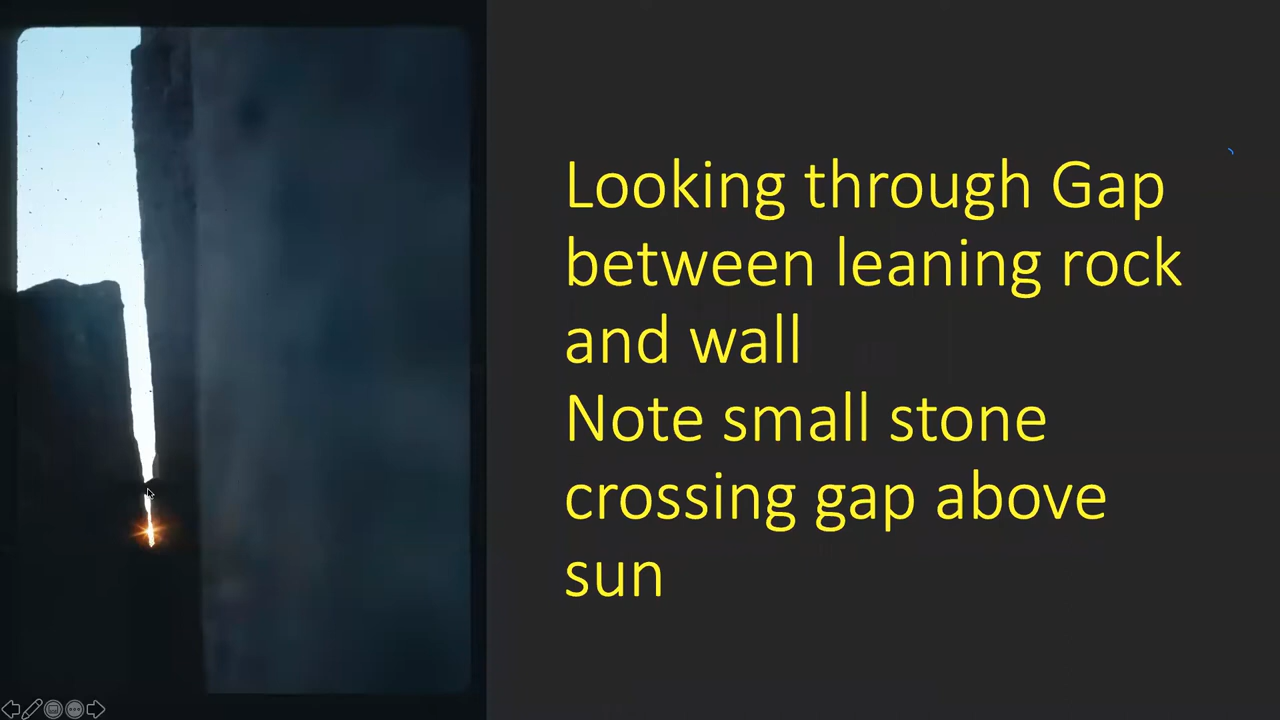 Looking through Gap
between leaning rock
and wall
Note small stone
crossing gap above
sun